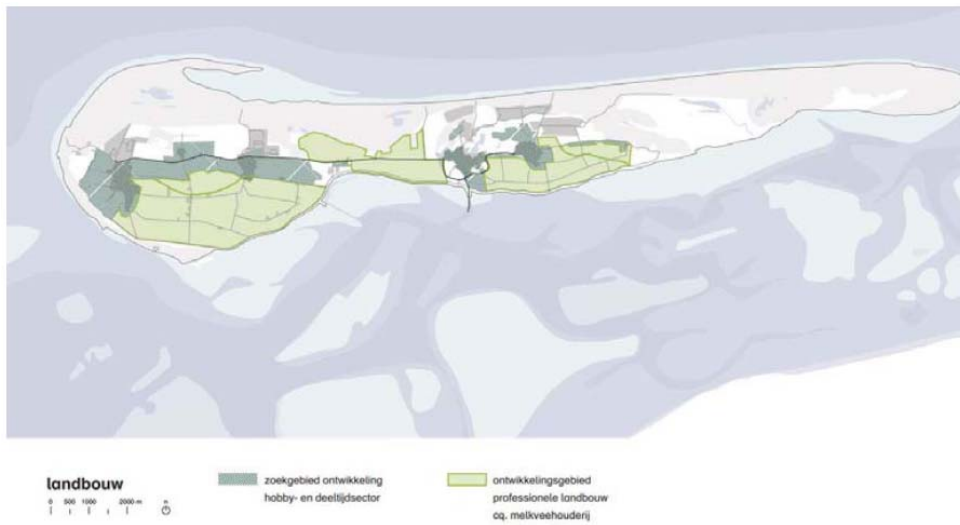 landbouw
0 500 1000 2000 m n
zoekgebied ontwikkeling
hobby- en deeltijdsector
ontwikkelingsgebied
professionele landbouw
cq. melkveehouderij